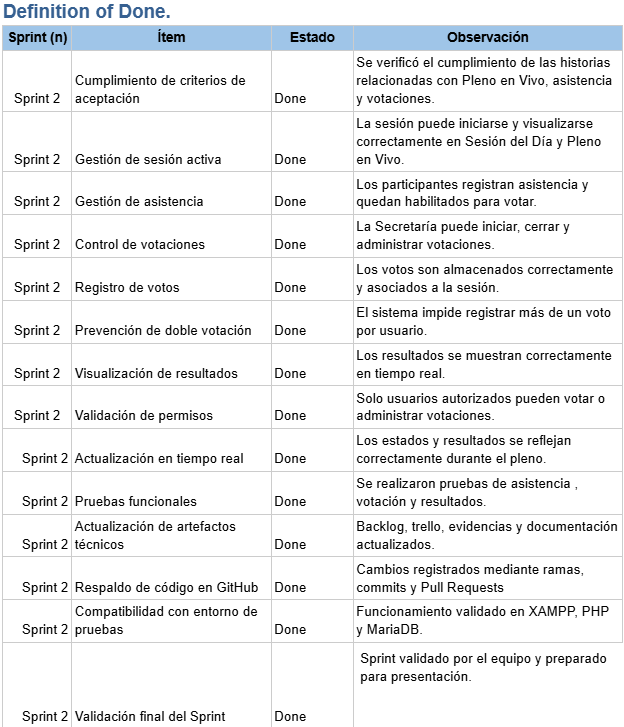 Definition of Done.
Sprint (n) Ítem Estado Observación
Sprint 2 Cumplimiento de criterios de aceptación Done Se verificó el cumplimiento de las historias relacionadas con Pleno en Vivo, asistencia y votaciones.
Sprint 2 Gestión de sesión activa Done La sesión puede iniciarse y visualizarse correctamente en Sesión del Día y Pleno en Vivo.
Sprint 2 Gestión de asistencia Done Los participantes registran asistencia y quedan habilitados para votar.
Sprint 2 Control de votaciones Done La Secretaría puede iniciar, cerrar y administrar votaciones.
Sprint 2 Registro de votos Done Los votos son almacenados correctamente y asociados a la sesión.
Sprint 2 Prevención de doble votación Done El sistema impide registrar más de un voto por usuario.
Sprint 2 Visualización de resultados Done Los resultados se muestran correctamente en tiempo real.
Sprint 2 Validación de permisos Done Solo usuarios autorizados pueden votar o administrar votaciones.
Sprint 2 Actualización en tiempo real Done Los estados y resultados se reflejan correctamente durante el pleno.
Sprint 2 Pruebas funcionales Done Se realizaron pruebas de asistencia , votación y resultados.
Sprint 2 Actualización de artefactos técnicos Done Backlog, trello, evidencias y documentación actualizados.
Sprint 2 Respaldo de código en GitHub Done Cambios registrados mediante ramas, commits y Pull Requests
Sprint 2 Compatibilidad con entorno de pruebas Done Funcionamiento validado en XAMPP, PHP y MariaDB.
Sprint 2 Validación final del Sprint Done Sprint validado por el equipo y preparado para presentación.